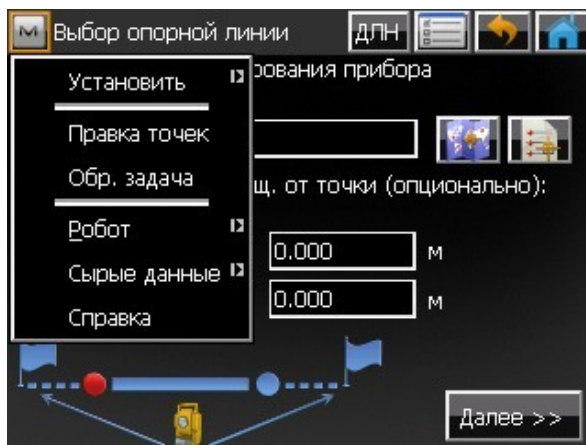 Выбор опорной линии
ДЛН
рования прибора
Установить
Правка точек
Обр. задача
щ. от точки (опционально):
Робот
0.000 м
Сырые данные
0.000 м
Справка
Далее >>